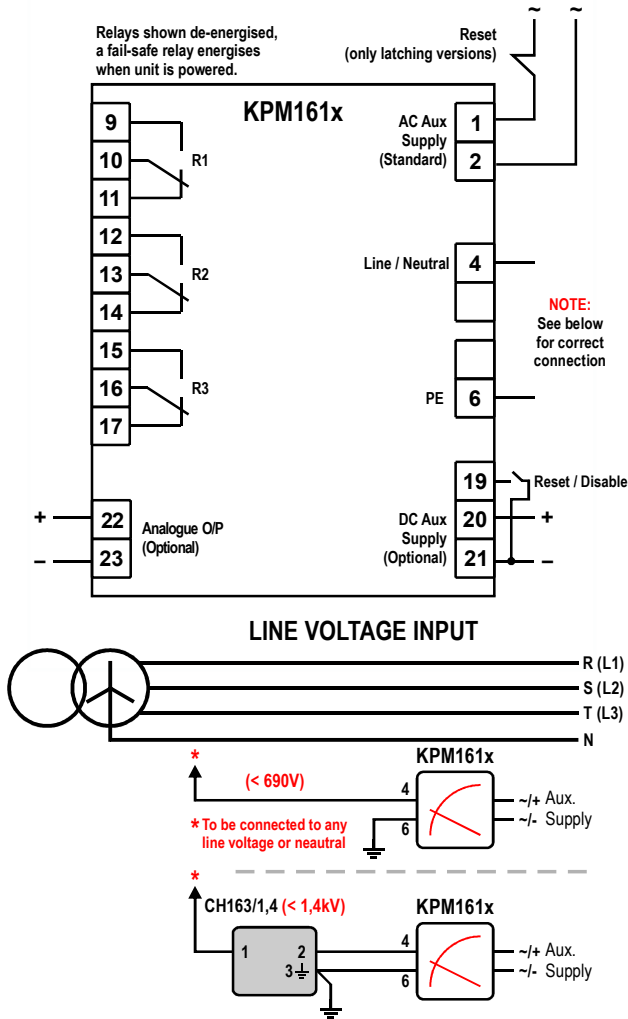 ~ ~
Relays shown de-energised,
a fail-safe relay energises
when unit is powered.
Reset
(only latching versions)
KPM161x
9
10
11
R1
12
13
14
R2
15
16
17
R3
+ 22
– 23
Analogue O/P
(Optional)
AC Aux
Supply
(Standard)
1
2
Line / Neutral 4
NOTE:
See below
for correct
connection
PE 6
19 Reset / Disable
DC Aux
Supply
(Optional)
20 +
21 –
LINE VOLTAGE INPUT
R (L1)
S (L2)
T (L3)
N
*
(< 690V)
KPM161x
4
6
~/+ Aux.
~/- Supply
* To be connected to any
line voltage or neautral
*
CH163/1,4 (< 1,4kV)
KPM161x
1 2
3
4
6
~/+ Aux.
~/- Supply